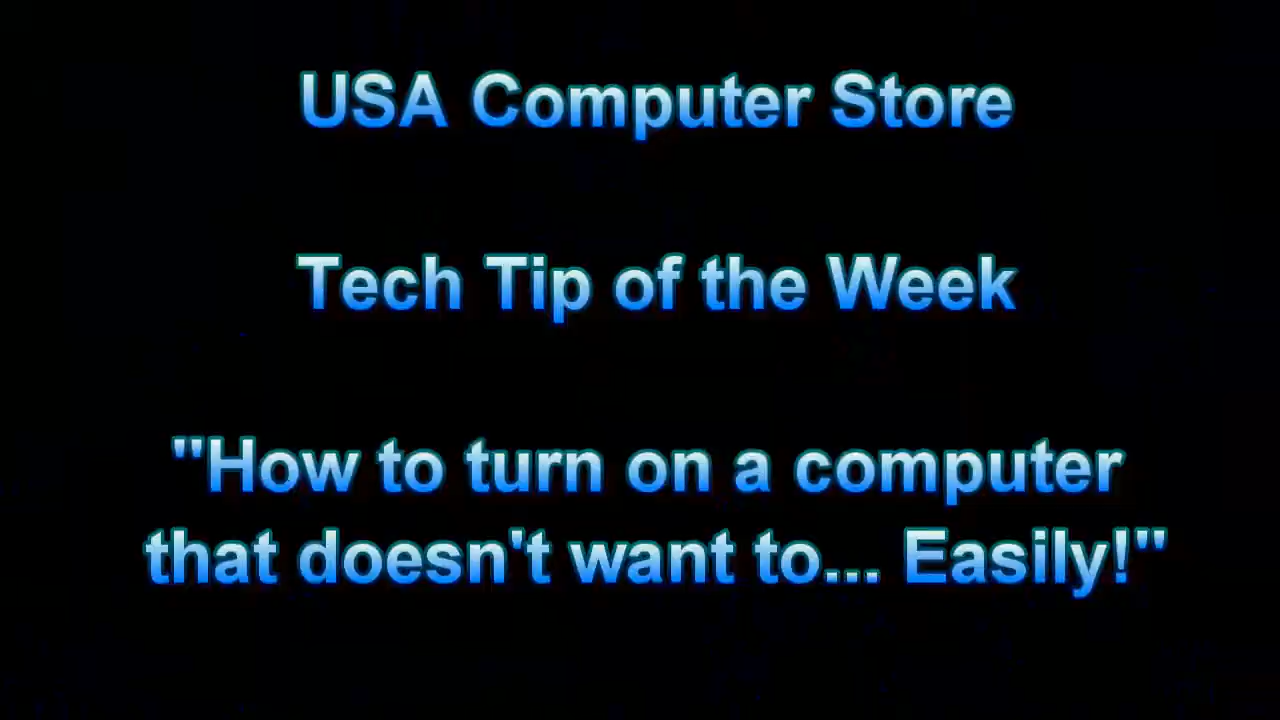 USA Computer Store
Tech Tip of the Week
"How to turn on a computer
that doesn't want to... Easily!"